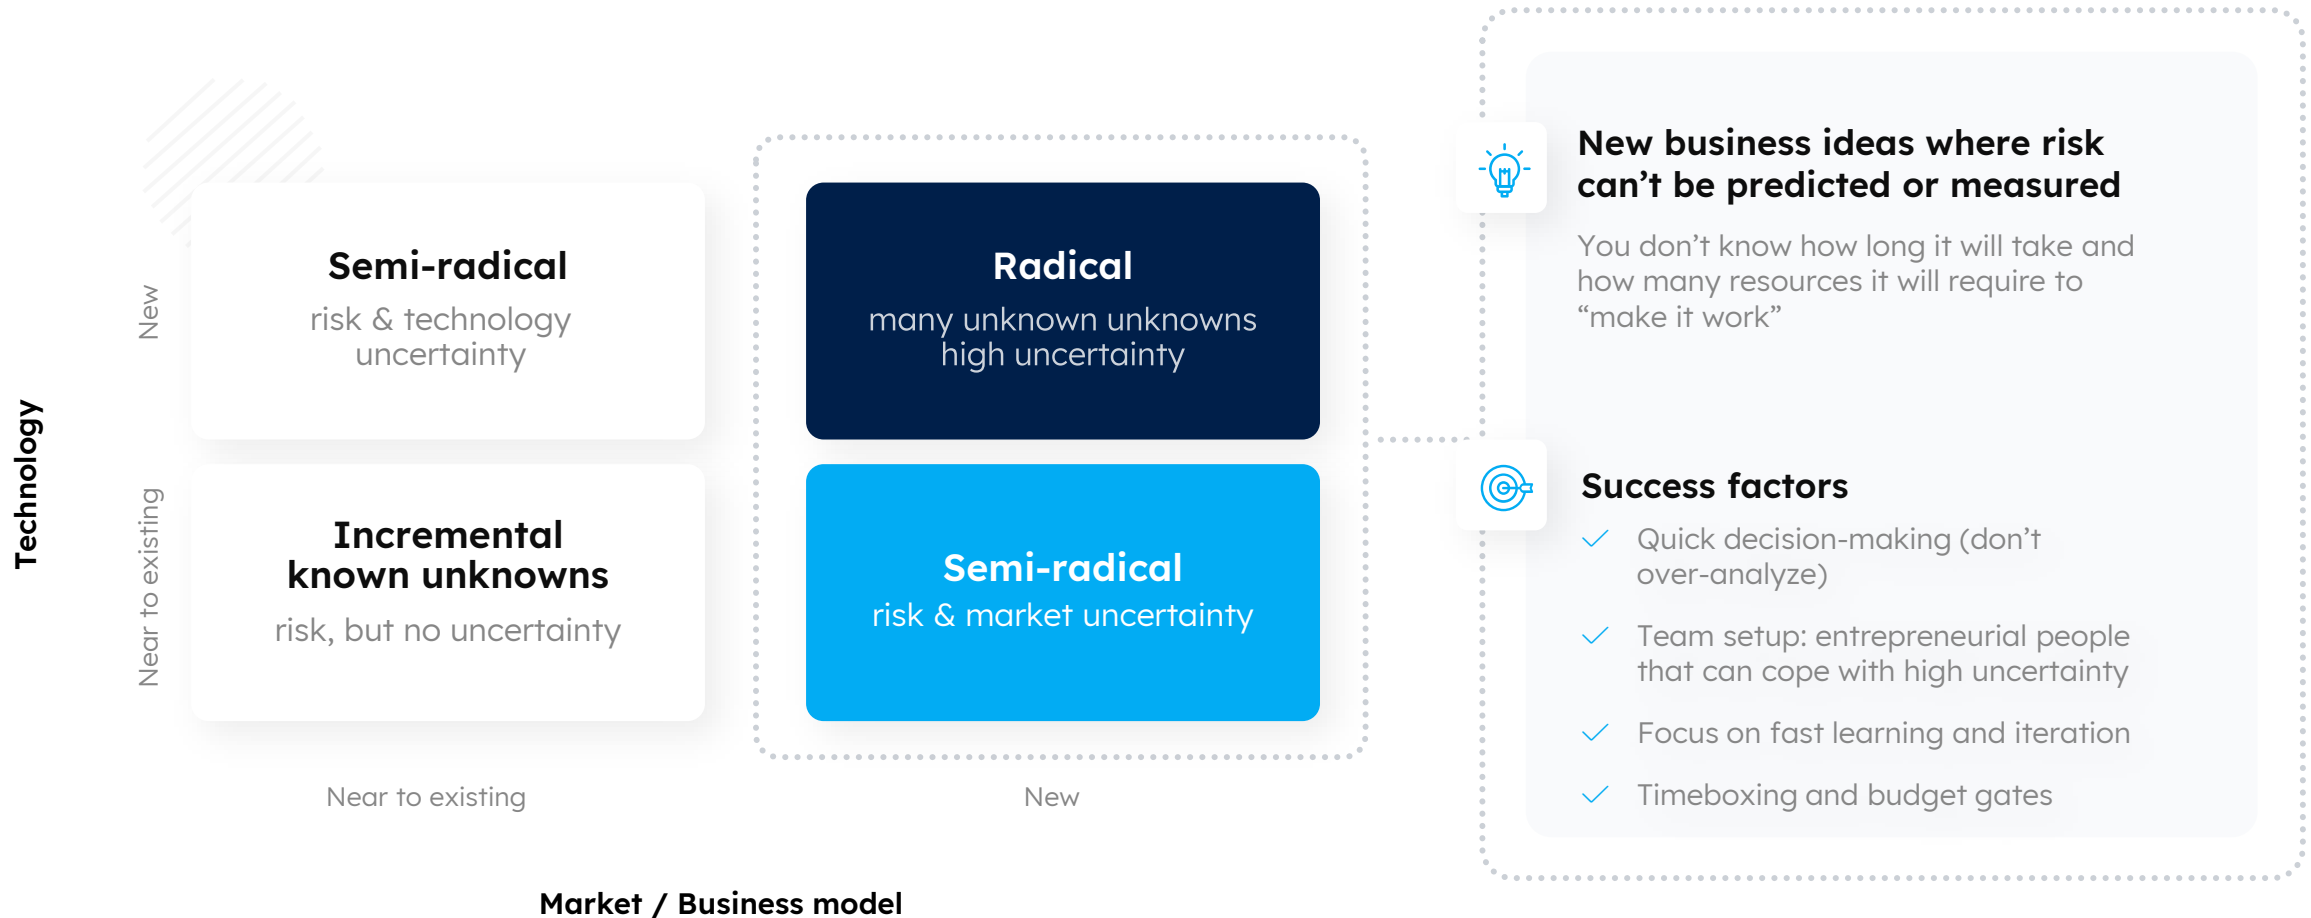 Technology
New
Near to existing
Semi-radical
risk & technology
uncertainty
Radical
many unknown unknowns
high uncertainty
Incremental
known unknowns
risk, but no uncertainty
Semi-radical
risk & market uncertainty
Near to existing
New
Market / Business model
New business ideas where risk
can’t be predicted or measured
You don’t know how long it will take and
how many resources it will require to
“make it work”
Success factors
Quick decision-making (don’t
over-analyze)
Team setup: entrepreneurial people
that can cope with high uncertainty
Focus on fast learning and iteration
Timeboxing and budget gates